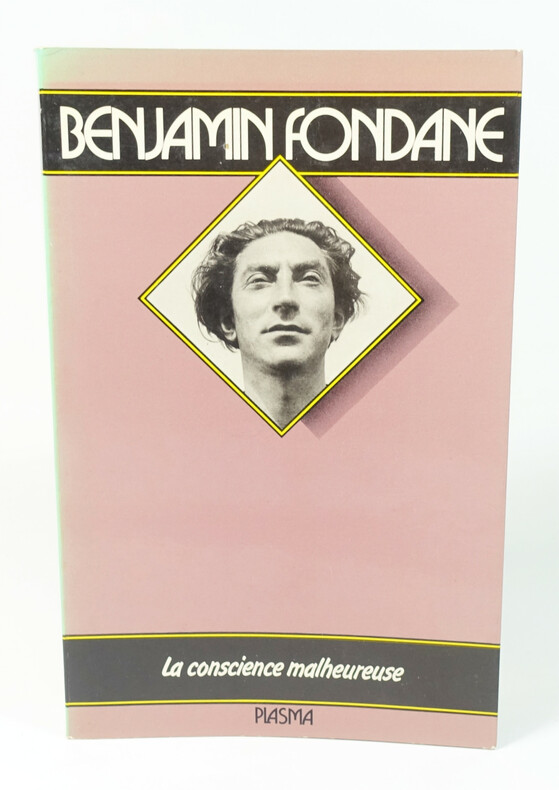 BENJAMIN FONDANE
La conscience malheureuse
PLASMA